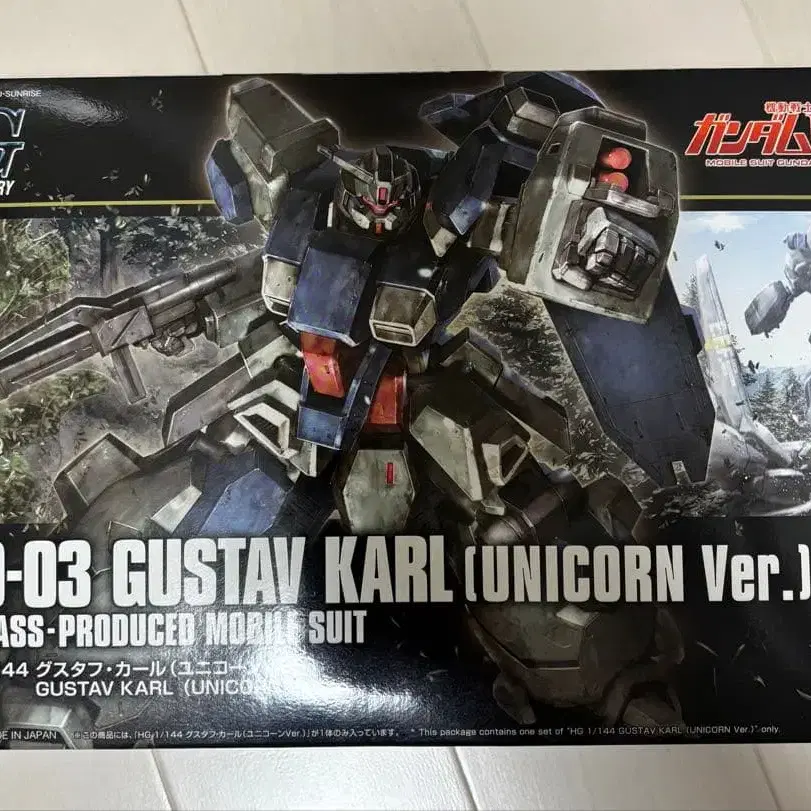 U-SUNRISE
RY
機動戦士
ガンダム
MOBILE SUIT GUNDA
-03 GUSTAV KARL (UNICORN Ver.)
ASS-PRODUCED MOBILE SUIT
44 グスタフ・カール(ユニコー
GUSTAV KARL (UNICOR
DE IN JAPAN ※この商品には、「HG 1/144 グスタフ・カール(ユニコーンVer.)」が1体のみ入っています。 * This package contains one set of "HG 1/144 GUSTAV KARL (UNICORN Ver.)" only.